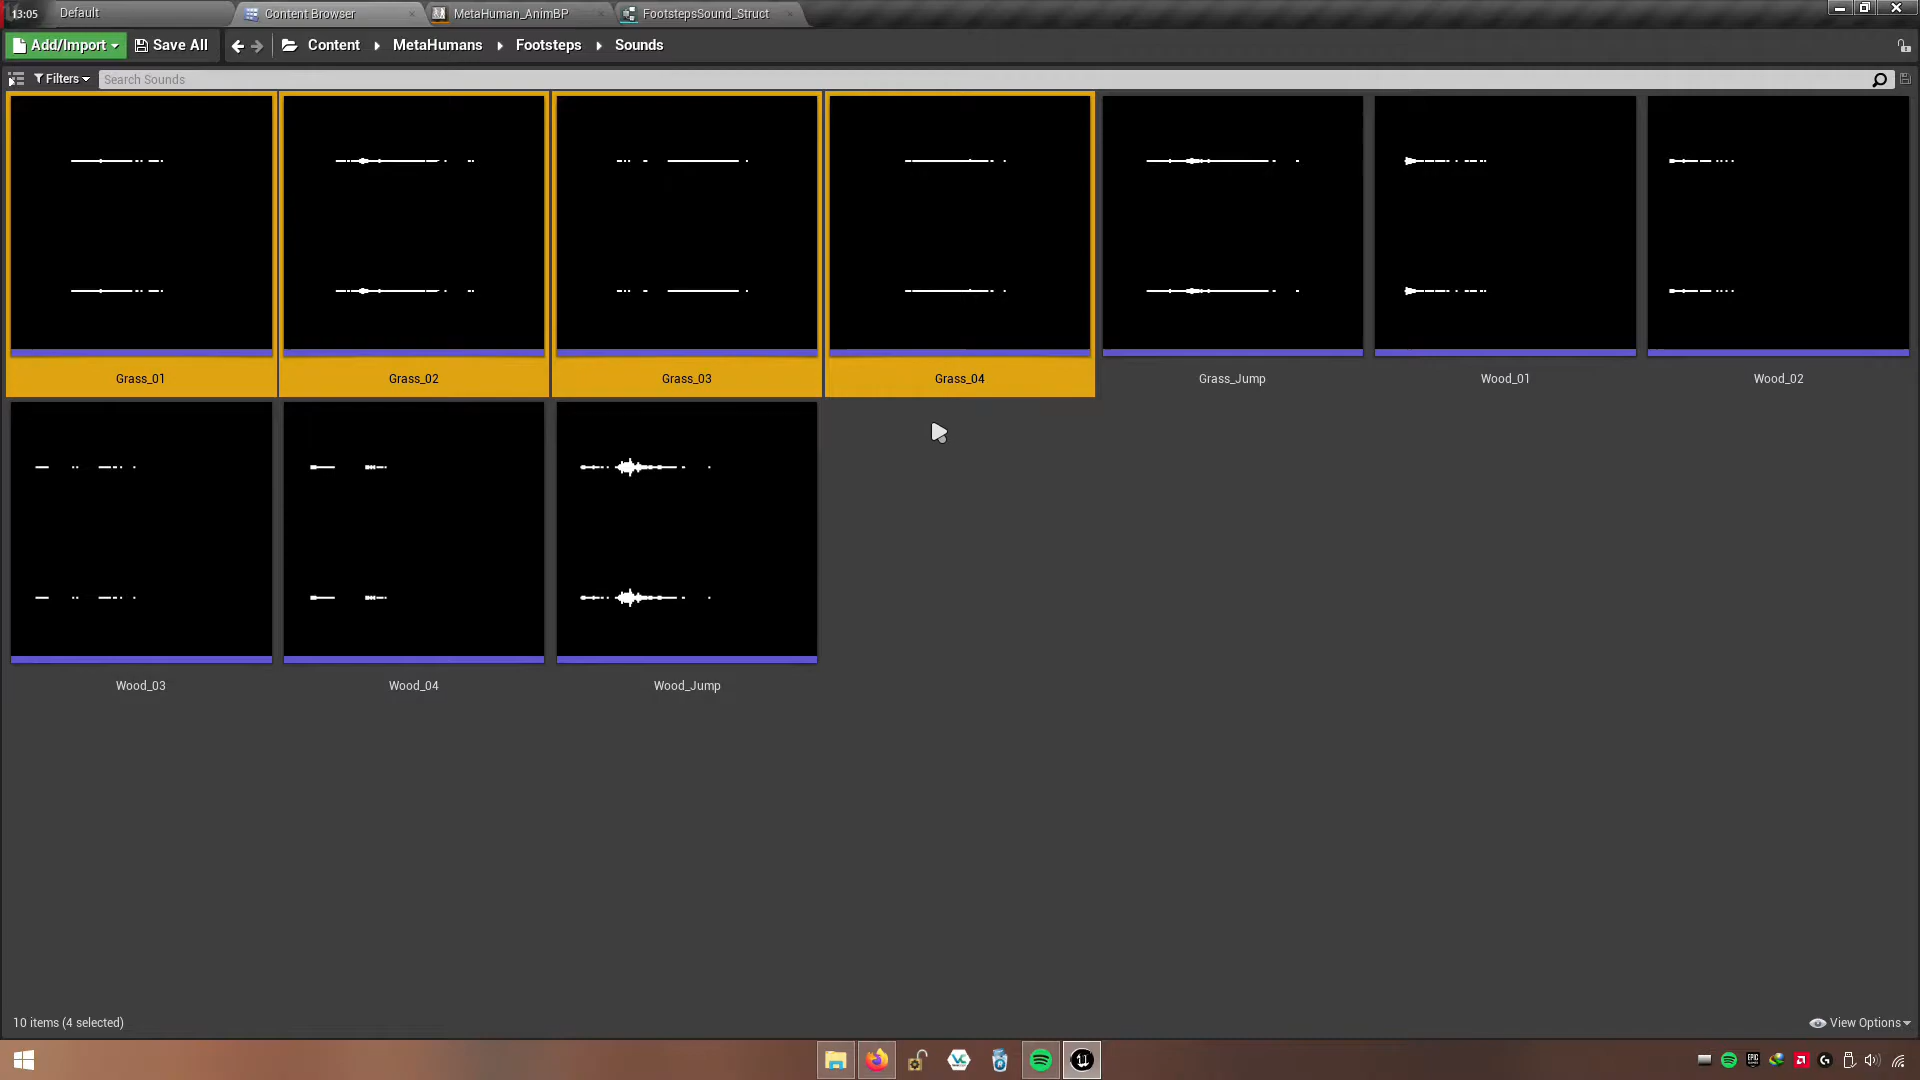 13:05
Default
Content Browser
MetaHuman_AnimBP
FootstepsSound_Struct
Add/Import
Save All
Content
MetaHumans
Footsteps
Sounds
Filters
Search Sounds
Grass_01
Grass_02
Grass_03
Grass_04
Grass_Jump
Wood_01
Wood_02
Wood_03
Wood_04
Wood_Jump
10 items (4 selected)
View Options